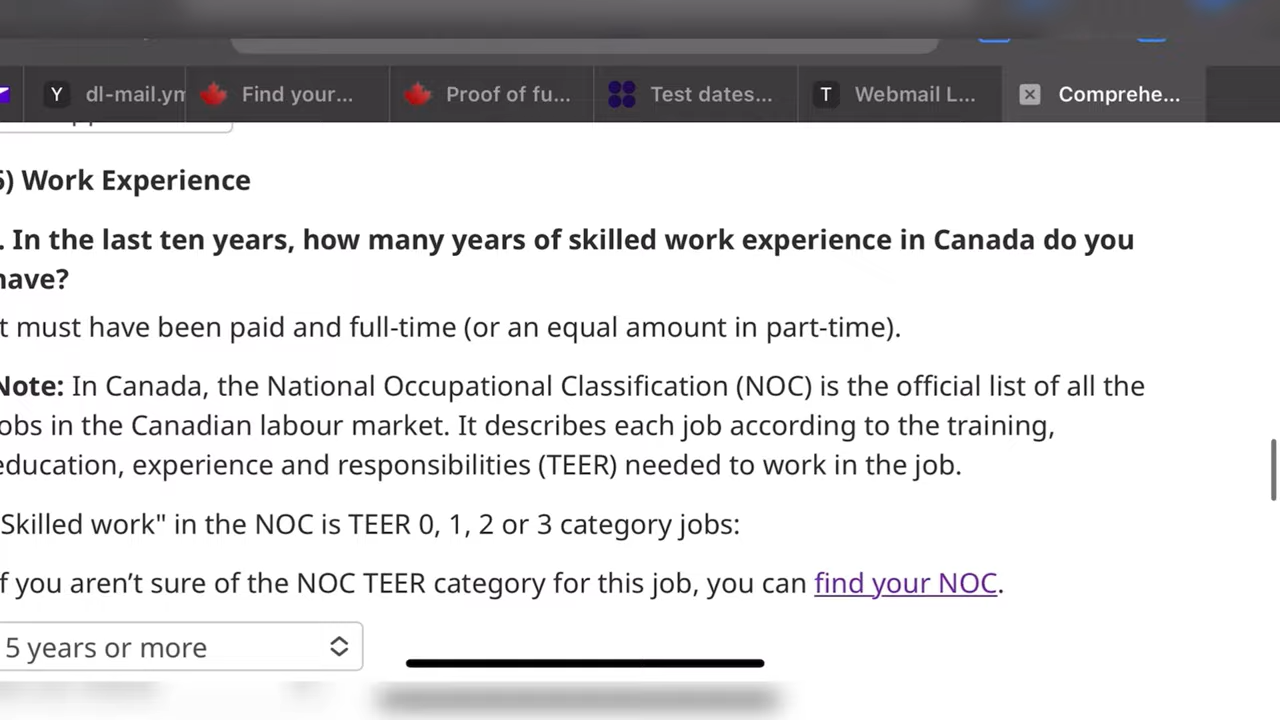 Y dl-mail.ym Find your... Proof of fu... Test dates... T Webmail L... Comprehe...
5) Work Experience
. In the last ten years, how many years of skilled work experience in Canada do you
have?
t must have been paid and full-time (or an equal amount in part-time).
Note: In Canada, the National Occupational Classification (NOC) is the official list of all the
obs in the Canadian labour market. It describes each job according to the training,
education, experience and responsibilities (TEER) needed to work in the job.
Skilled work" in the NOC is TEER 0, 1, 2 or 3 category jobs:
f you aren’t sure of the NOC TEER category for this job, you can find your NOC.
5 years or more